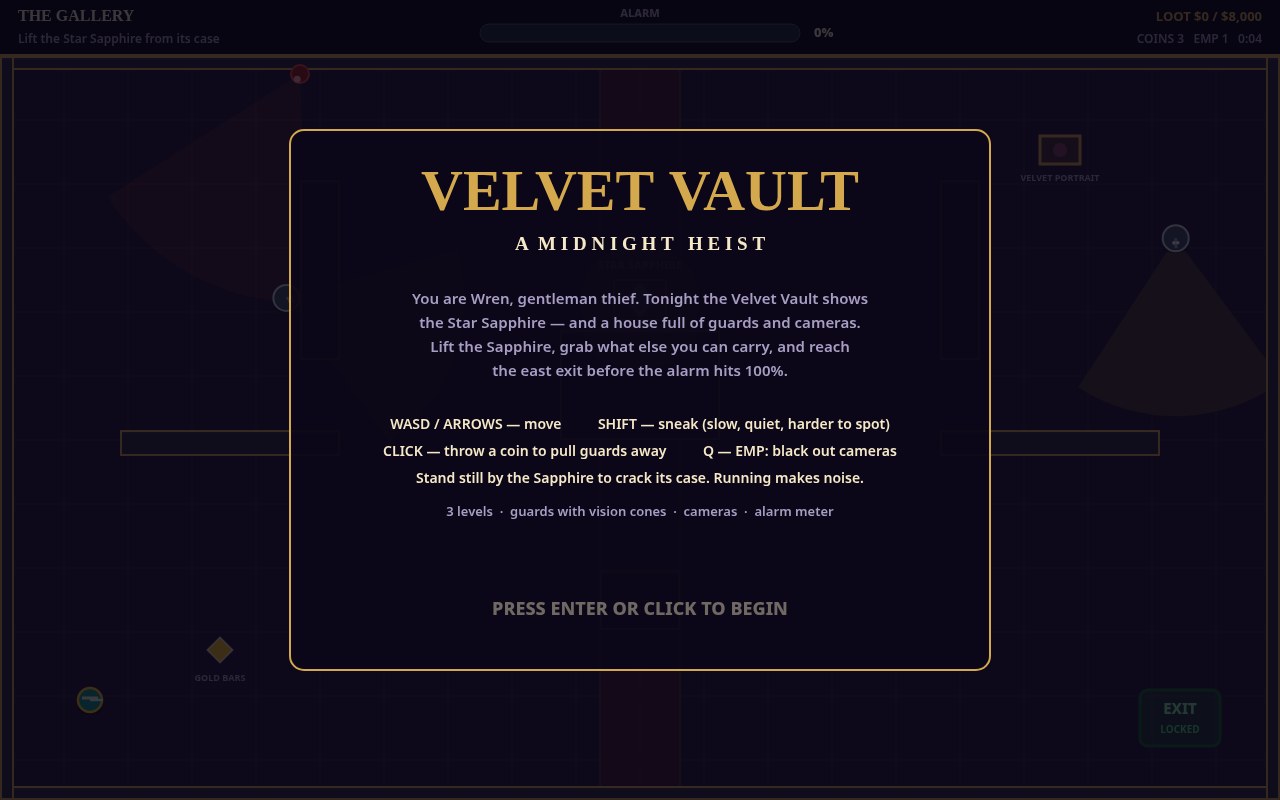 THE GALLERY
Lift the Star Sapphire from its case
ALARM
0%
LOOT $0 / $8,000
COINS 3 EMP 1 0:04
VELVET PORTRAIT
VELVET VAULT
A MIDNIGHT HEIST
STAR SAPPHIRE
You are Wren, gentleman thief. Tonight the Velvet Vault shows
the Star Sapphire — and a house full of guards and cameras.
Lift the Sapphire, grab what else you can carry, and reach
the east exit before the alarm hits 100%.
WASD / ARROWS — move SHIFT — sneak (slow, quiet, harder to spot)
CLICK — throw a coin to pull guards away Q — EMP: black out cameras
Stand still by the Sapphire to crack its case. Running makes noise.
3 levels · guards with vision cones · cameras · alarm meter
PRESS ENTER OR CLICK TO BEGIN
GOLD BARS
EXIT
LOCKED